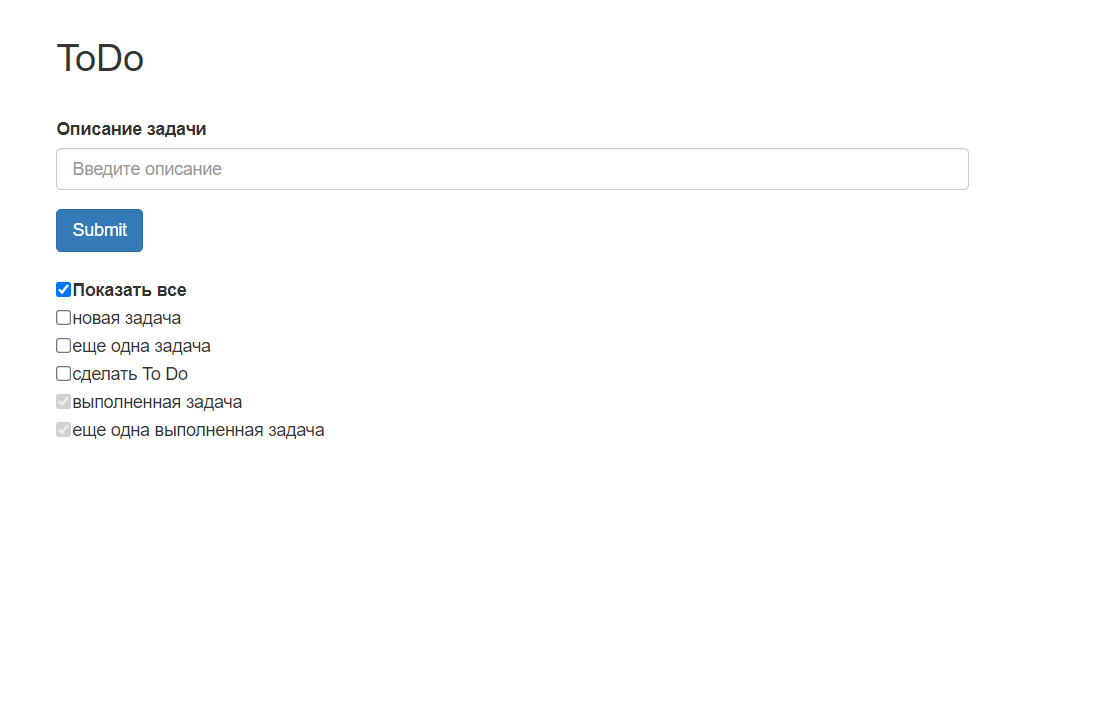 ToDo
Описание задачи
Введите описание
Submit
Показать все
новая задача
еще одна задача
сделать To Do
выполненная задача
еще одна выполненная задача